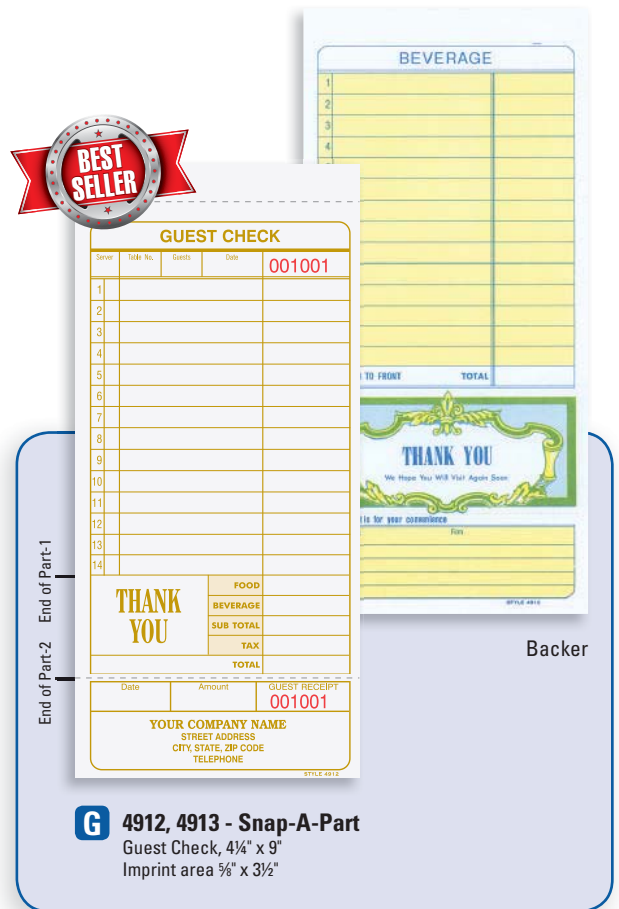 BEVERAGE
1
2
3
4
TO FRONT TOTAL
THANK YOU
We Hope You Will Visit Again Soon
is for your convenience
STYLE 4912
Backer
BEST
SELLER
GUEST CHECK
Server Table No. Guests Date
001001
1
2
3
4
5
6
7
8
9
10
11
12
13
14
THANK
YOU
FOOD
BEVERAGE
SUB TOTAL
TAX
TOTAL
Date Amount GUEST RECEIPT
001001
YOUR COMPANY NAME
STREET ADDRESS
CITY, STATE, ZIP CODE
TELEPHONE
STYLE 4912
End of Part-1
End of Part-2
G 4912, 4913 - Snap-A-Part
Guest Check, 4¼" x 9"
Imprint area ⅝" x 3½"